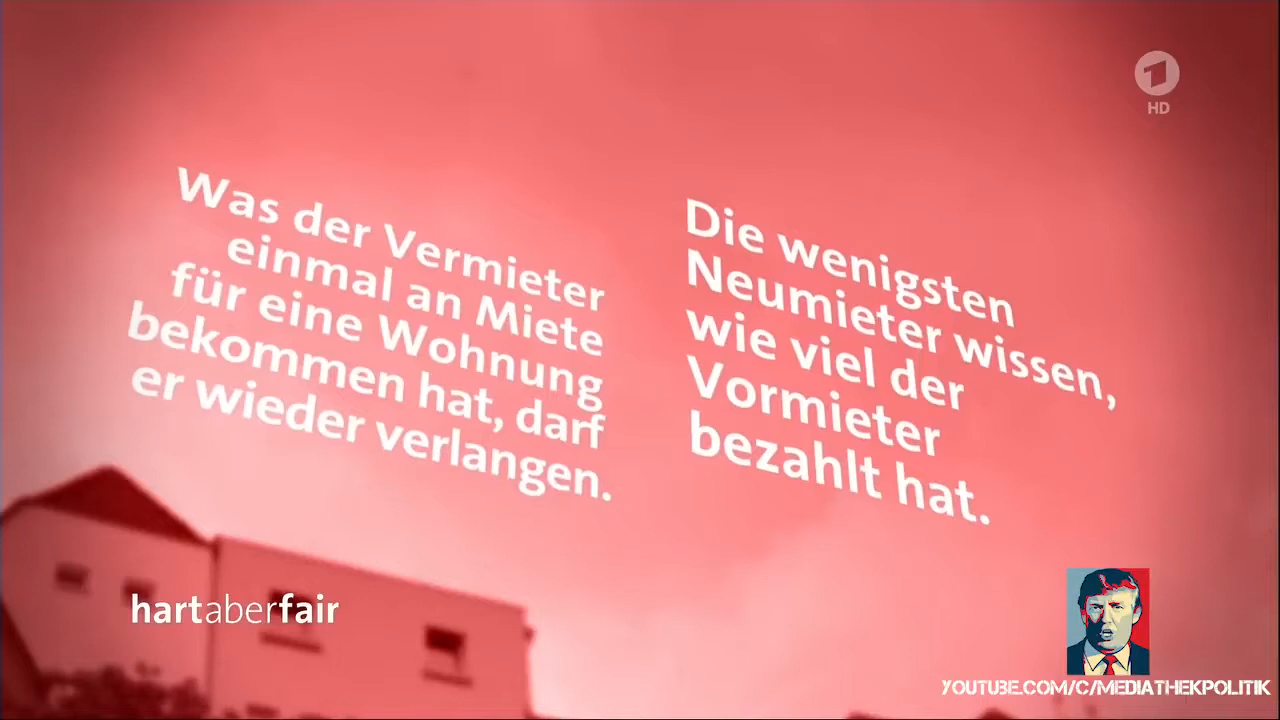 HD
Was der Vermieter
einmal an Miete
für eine Wohnung
bekommen hat, darf
er wieder verlangen.
Die wenigsten
Neumieter wissen,
wie viel der
Vormieter
bezahlt hat.
hartaberfair
YOUTUBE.COM/C/MEDIATHEKPOLITIK